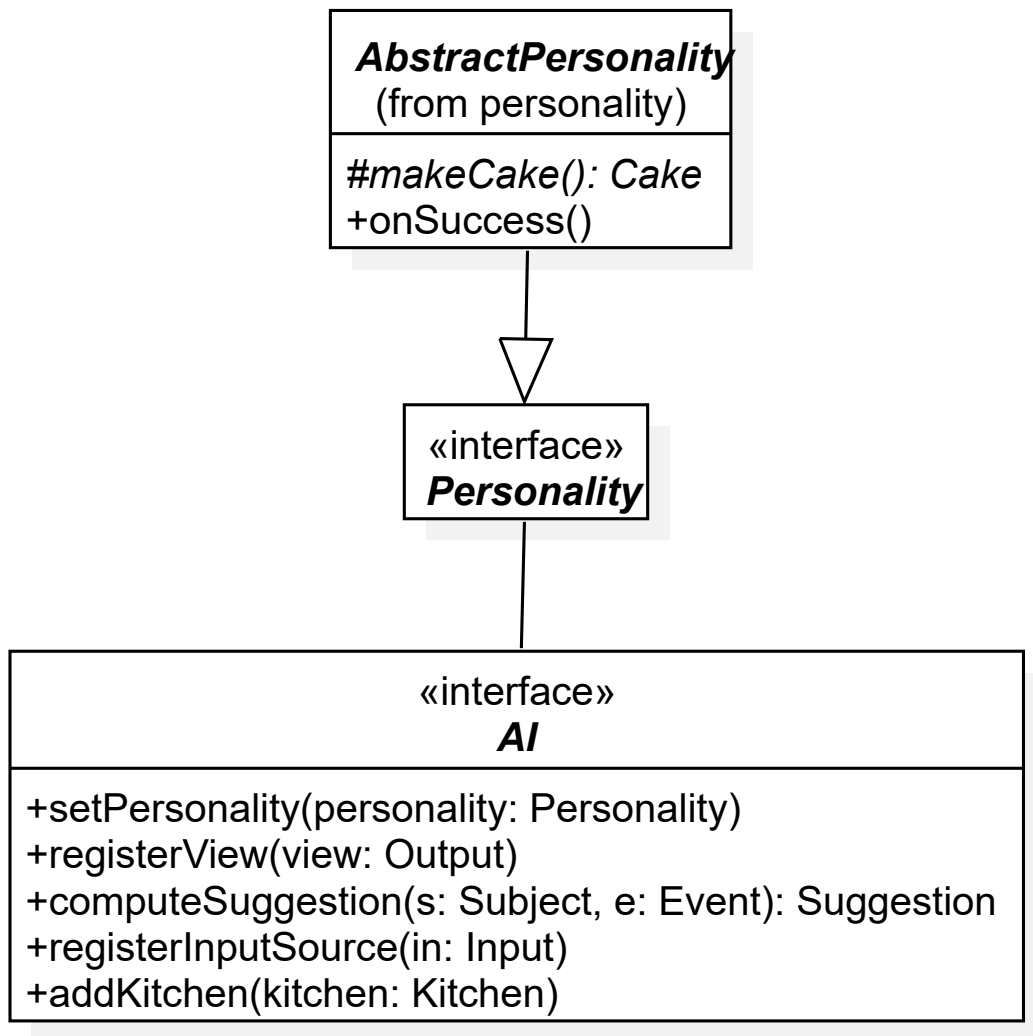 AbstractPersonality
(from personality)
#makeCake(): Cake
+onSuccess()
«interface»
Personality
«interface»
AI
+setPersonality(personality: Personality)
+registerView(view: Output)
+computeSuggestion(s: Subject, e: Event): Suggestion
+registerInputSource(in: Input)
+addKitchen(kitchen: Kitchen)